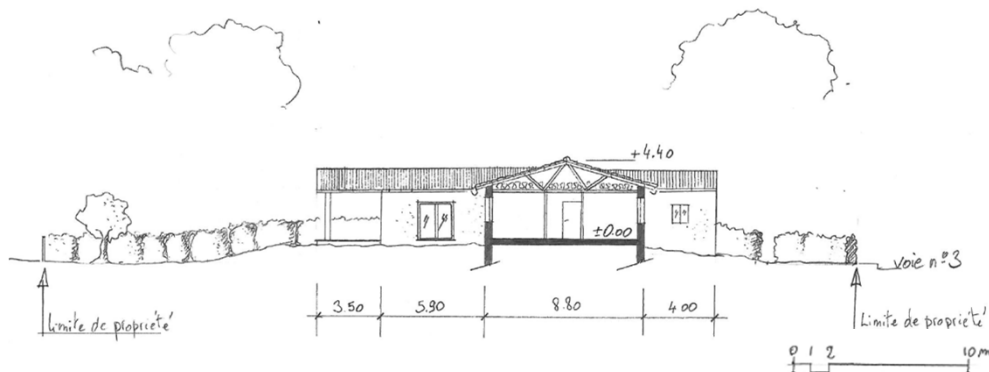 +4.40
±0.00
voie n°3
3.50 5.90 8.80 4.00
Limite de propriété
Limite de propriété
0 1 2 10 m